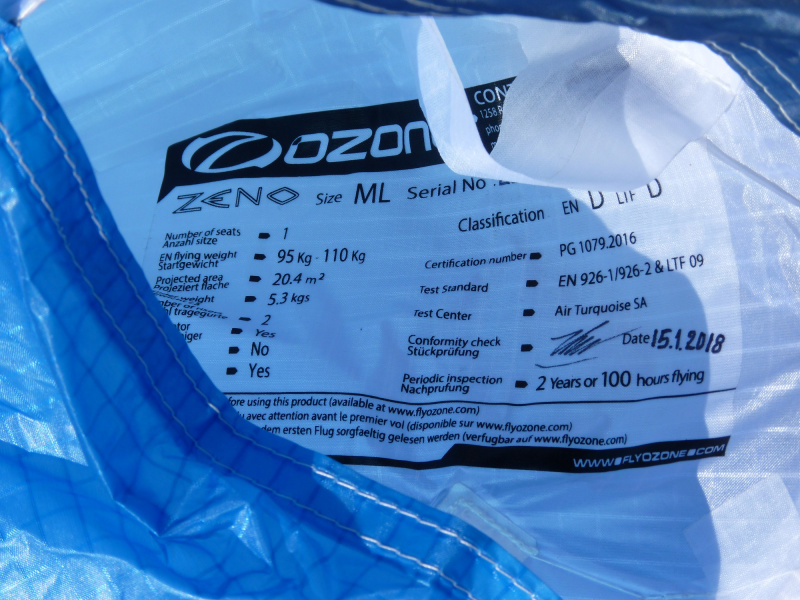 OZONE
1258
ZENO Size ML Serial No
Classification EN D LTF D
Number of seats 1
Anzahl sitze
EN flying weight 95 Kg - 110 Kg
Startgewicht
Projected area 20.4 m²
Projeziert flache
weight 5.3 kgs
tragegurte 2
Yes
No
Yes
Certification number PG 1079.2016
Test Standard EN 926-1/926-2 & LTF 09
Test Center Air Turquoise SA
Conformity check Date 15.1.2018
Stückprüfung
Periodic inspection 2 Years or 100 hours flying
Nachprufung
using this product (available at www.flyozone.com)
avec attention avant le premier vol (disponible sur www.flyozone.com)
dem ersten Flug sorgfaeltig gelesen werden (verfugbar auf www.flyozone.com)
WWW.FLYOZONE.COM